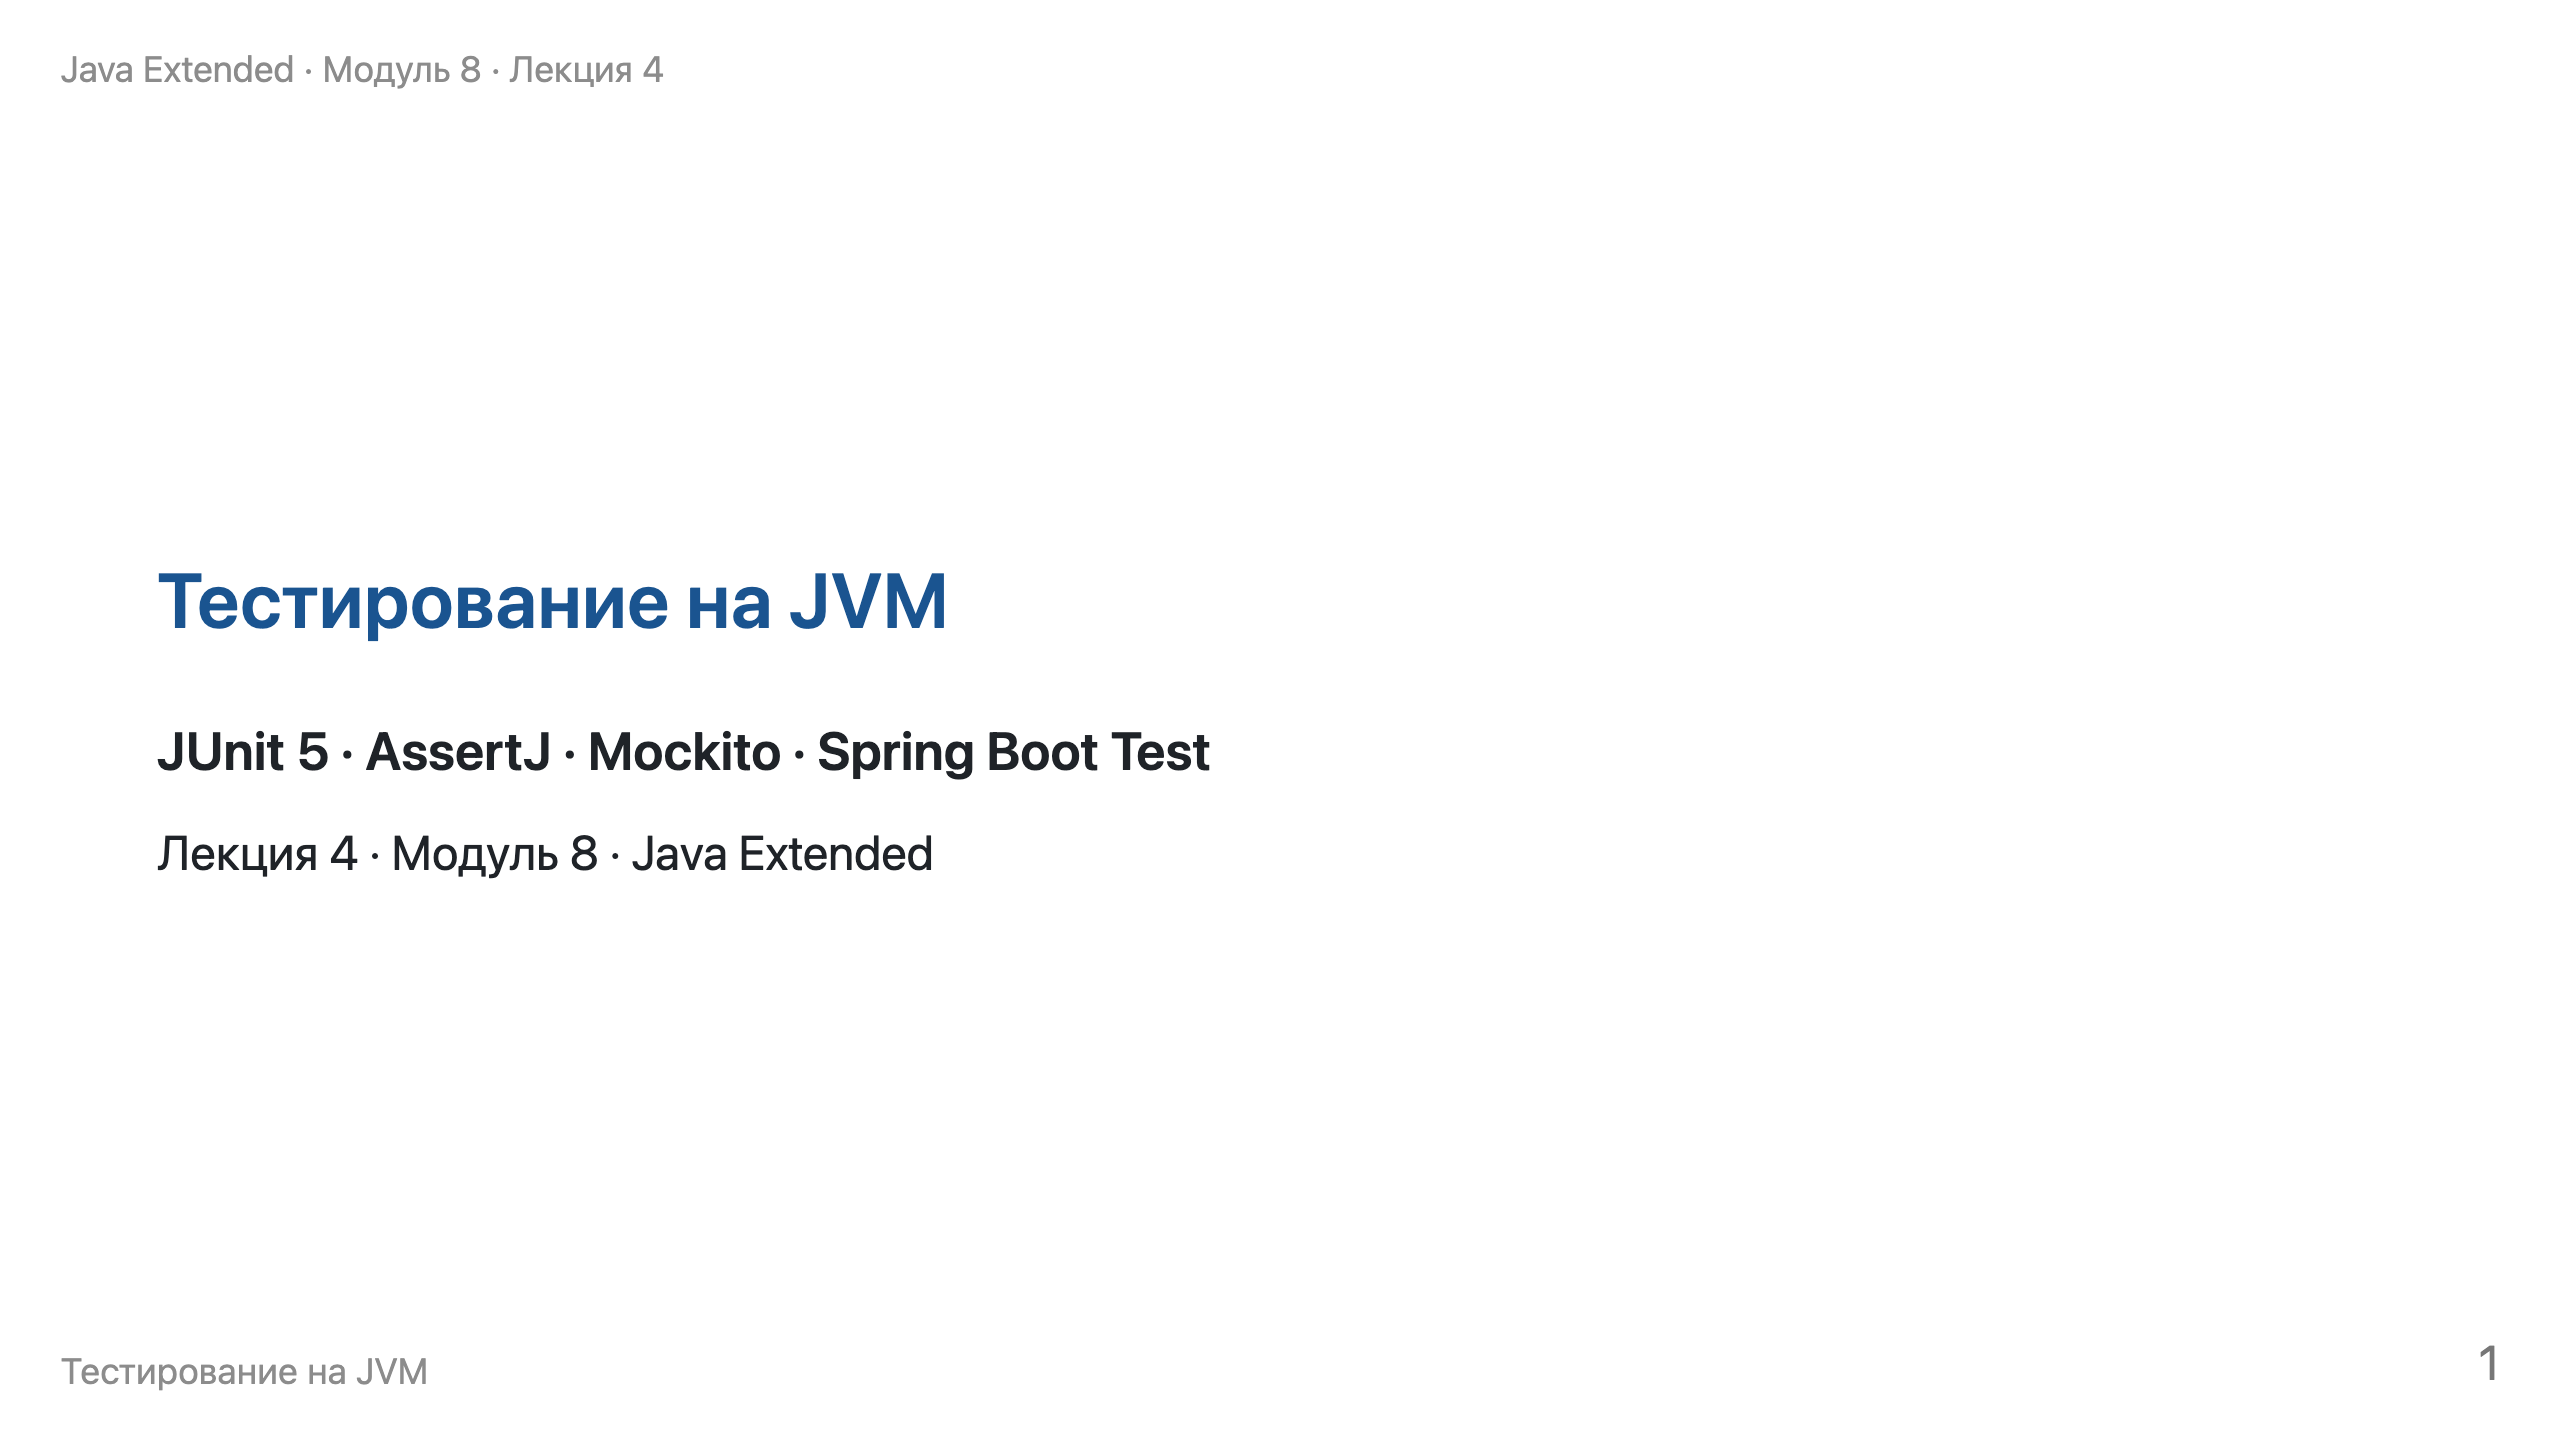 Java Extended · Модуль 8 · Лекция 4
Тестирование на JVM
JUnit 5 · AssertJ · Mockito · Spring Boot Test
Лекция 4 · Модуль 8 · Java Extended
Тестирование на JVM
1